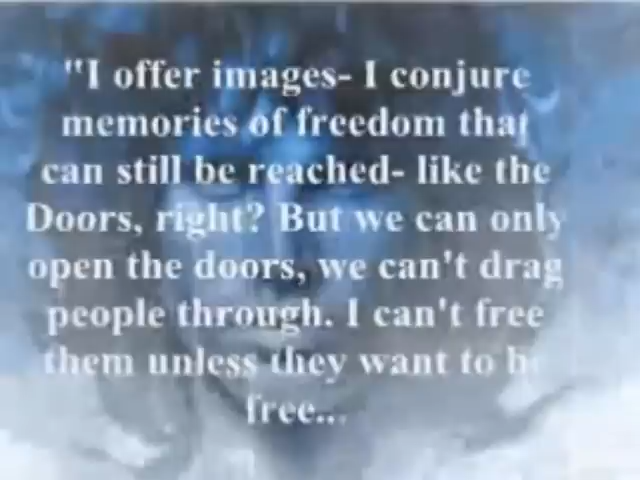 "I offer images- I conjure
memories of freedom that
can still be reached- like the
Doors, right? But we can only
open the doors, we can't drag
people through. I can't free
them unless they want to be
free...